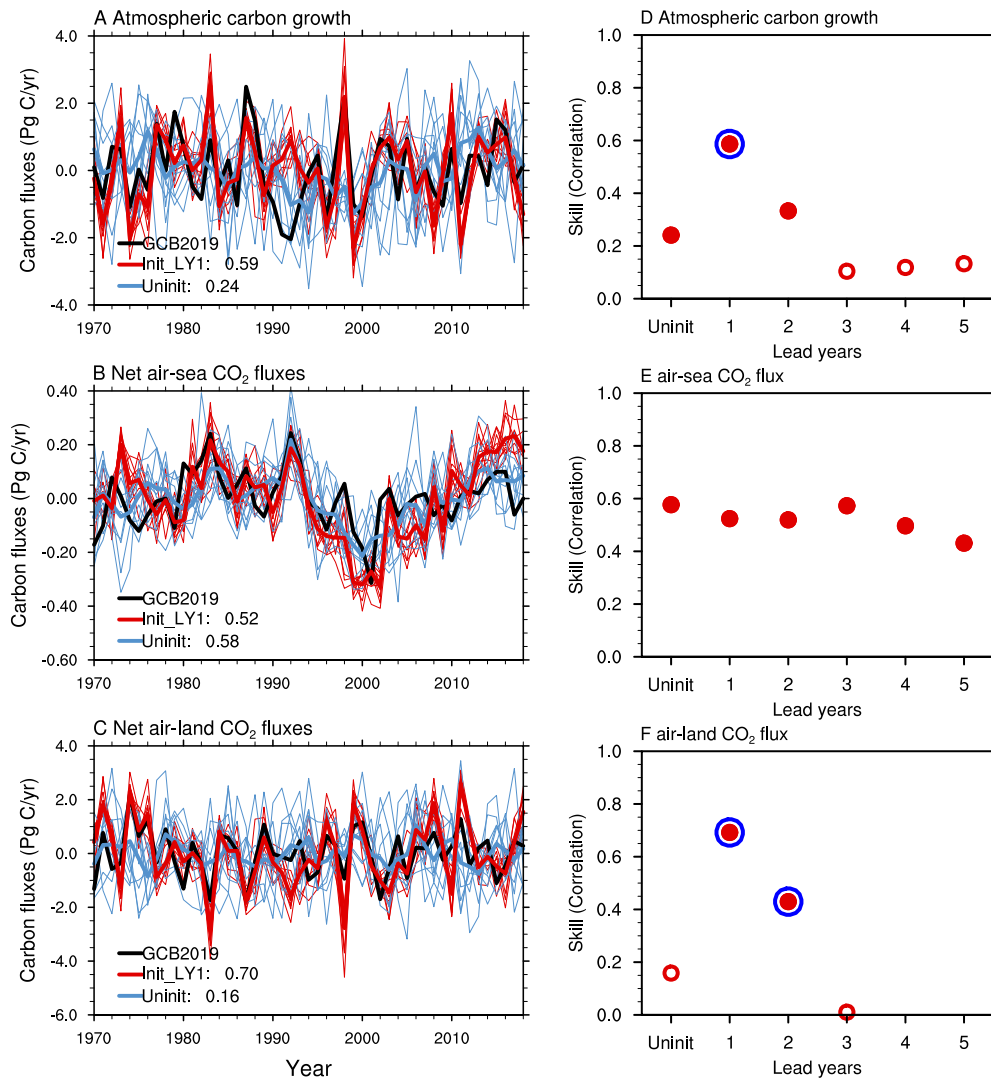 A Atmospheric carbon growth
Carbon fluxes (Pg C/yr)
4.0
2.0
0.0
-2.0
-4.0
GCB2019
Init_LY1: 0.59
Uninit: 0.24
1970 1980 1990 2000 2010
D Atmospheric carbon growth
Skill (Correlation)
1.0
0.8
0.6
0.4
0.2
0.0
Uninit 1 2 3 4 5
Lead years
B Net air-sea CO₂ fluxes
Carbon fluxes (Pg C/yr)
0.40
0.20
0.00
-0.20
-0.40
-0.60
GCB2019
Init_LY1: 0.52
Uninit: 0.58
1970 1980 1990 2000 2010
E air-sea CO₂ flux
Skill (Correlation)
1.0
0.8
0.6
0.4
0.2
0.0
Uninit 1 2 3 4 5
Lead years
C Net air-land CO₂ fluxes
Carbon fluxes (Pg C/yr)
4.0
2.0
0.0
-2.0
-4.0
-6.0
GCB2019
Init_LY1: 0.70
Uninit: 0.16
1970 1980 1990 2000 2010
Year
F air-land CO₂ flux
Skill (Correlation)
1.0
0.8
0.6
0.4
0.2
0.0
Uninit 1 2 3 4 5
Lead years